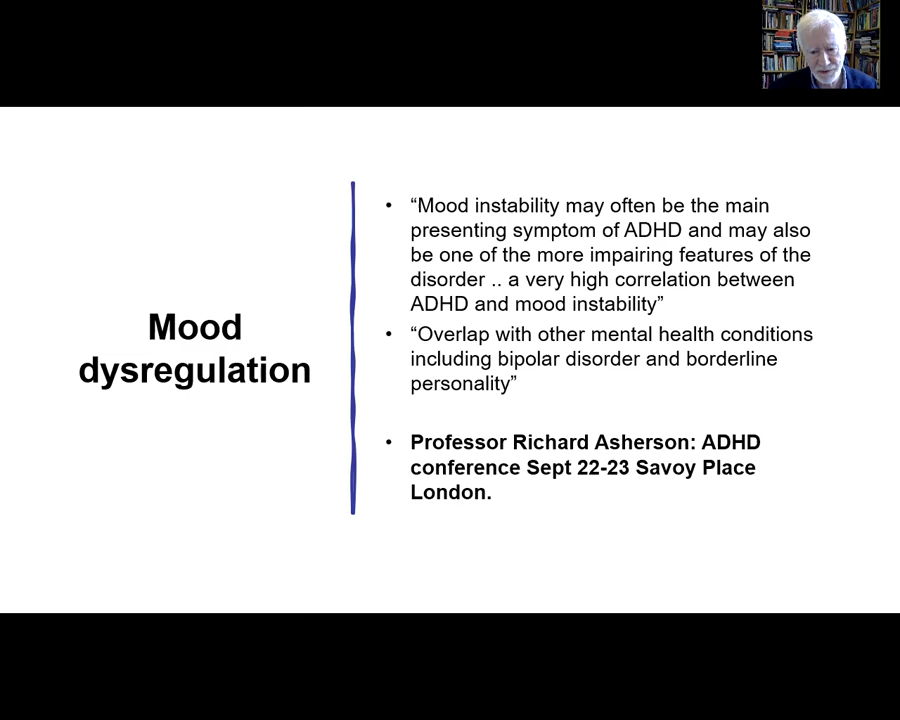 Mood
dysregulation
• “Mood instability may often be the main
presenting symptom of ADHD and may also
be one of the more impairing features of the
disorder .. a very high correlation between
ADHD and mood instability”
• “Overlap with other mental health conditions
including bipolar disorder and borderline
personality”
• Professor Richard Asherson: ADHD
conference Sept 22-23 Savoy Place
London.